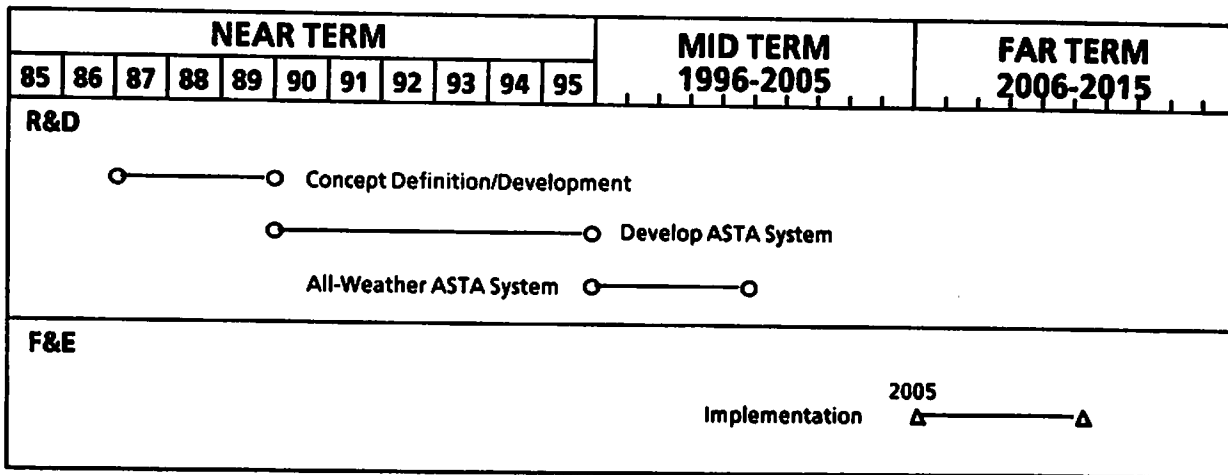 NEAR TERM
MID TERM
1996-2005
FAR TERM
2006-2015
85 86 87 88 89 90 91 92 93 94 95
R&D
Concept Definition/Development
Develop ASTA System
All-Weather ASTA System
F&E
2005
Implementation